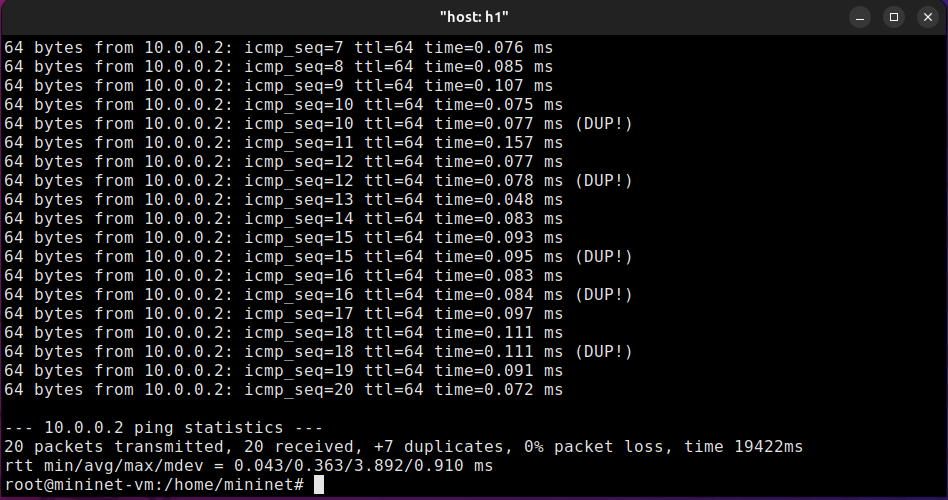 "host: h1"
64 bytes from 10.0.0.2: icmp_seq=7 ttl=64 time=0.076 ms
64 bytes from 10.0.0.2: icmp_seq=8 ttl=64 time=0.085 ms
64 bytes from 10.0.0.2: icmp_seq=9 ttl=64 time=0.107 ms
64 bytes from 10.0.0.2: icmp_seq=10 ttl=64 time=0.075 ms
64 bytes from 10.0.0.2: icmp_seq=10 ttl=64 time=0.077 ms (DUP!)
64 bytes from 10.0.0.2: icmp_seq=11 ttl=64 time=0.157 ms
64 bytes from 10.0.0.2: icmp_seq=12 ttl=64 time=0.077 ms
64 bytes from 10.0.0.2: icmp_seq=12 ttl=64 time=0.078 ms (DUP!)
64 bytes from 10.0.0.2: icmp_seq=13 ttl=64 time=0.048 ms
64 bytes from 10.0.0.2: icmp_seq=14 ttl=64 time=0.083 ms
64 bytes from 10.0.0.2: icmp_seq=15 ttl=64 time=0.093 ms
64 bytes from 10.0.0.2: icmp_seq=15 ttl=64 time=0.095 ms (DUP!)
64 bytes from 10.0.0.2: icmp_seq=16 ttl=64 time=0.083 ms
64 bytes from 10.0.0.2: icmp_seq=16 ttl=64 time=0.084 ms (DUP!)
64 bytes from 10.0.0.2: icmp_seq=17 ttl=64 time=0.097 ms
64 bytes from 10.0.0.2: icmp_seq=18 ttl=64 time=0.111 ms
64 bytes from 10.0.0.2: icmp_seq=18 ttl=64 time=0.111 ms (DUP!)
64 bytes from 10.0.0.2: icmp_seq=19 ttl=64 time=0.091 ms
64 bytes from 10.0.0.2: icmp_seq=20 ttl=64 time=0.072 ms
--- 10.0.0.2 ping statistics ---
20 packets transmitted, 20 received, +7 duplicates, 0% packet loss, time 19422ms
rtt min/avg/max/mdev = 0.043/0.363/3.892/0.910 ms
root@mininet-vm:/home/mininet#